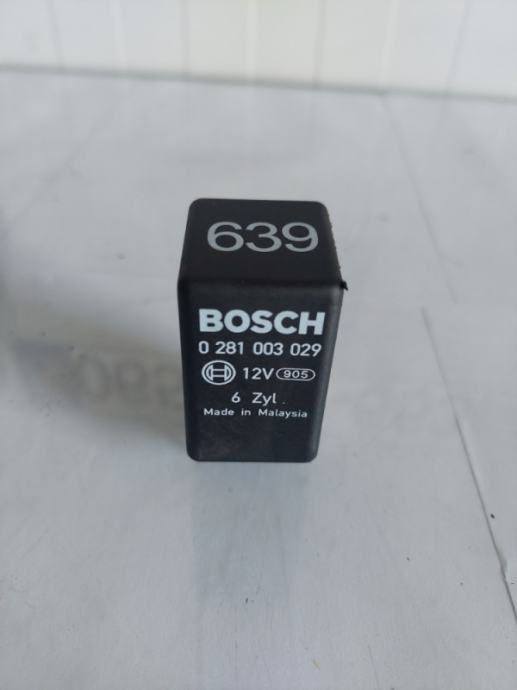 639
BOSCH
0 281 003 029
12V 905
6 Zyl.
Made in Malaysia